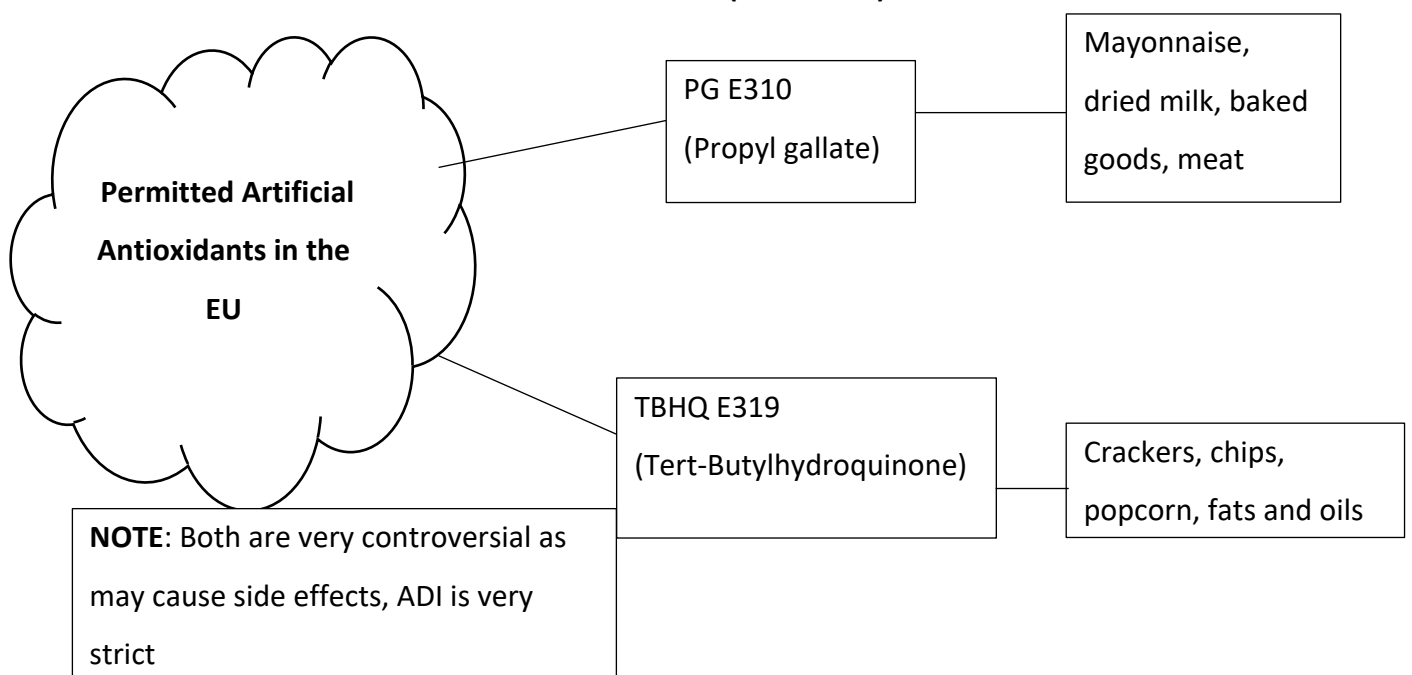 Permitted Artificial
Antioxidants in the
EU
PG E310
(Propyl gallate)
Mayonnaise,
dried milk, baked
goods, meat
TBHQ E319
(Tert-Butylhydroquinone)
Crackers, chips,
popcorn, fats and oils
NOTE: Both are very controversial as
may cause side effects, ADI is very
strict